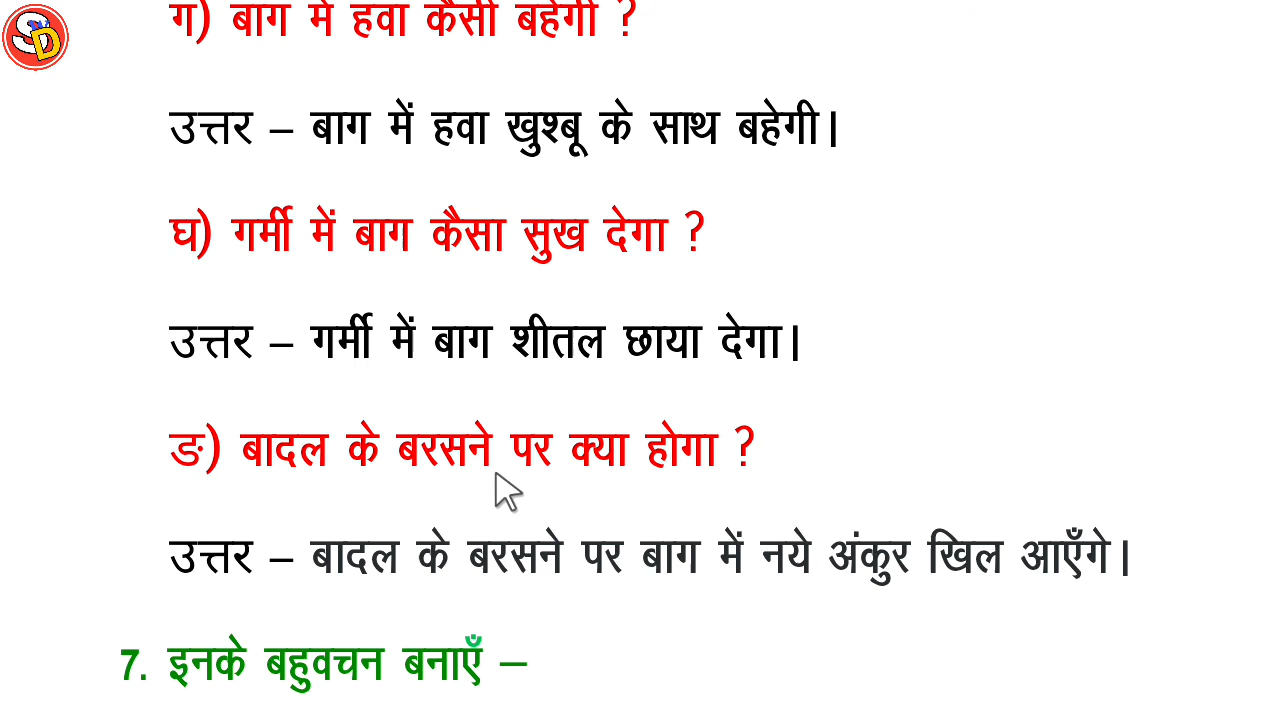 SD
ग) बाग में हवा कैसी बहेगी ?
उत्तर – बाग में हवा खुश्बू के साथ बहेगी।
घ) गर्मी में बाग कैसा सुख देगा ?
उत्तर – गर्मी में बाग शीतल छाया देगा।
ङ) बादल के बरसने पर क्या होगा ?
उत्तर – बादल के बरसने पर बाग में नये अंकुर खिल आएँगे।
7. इनके बहुवचन बनाएँ –